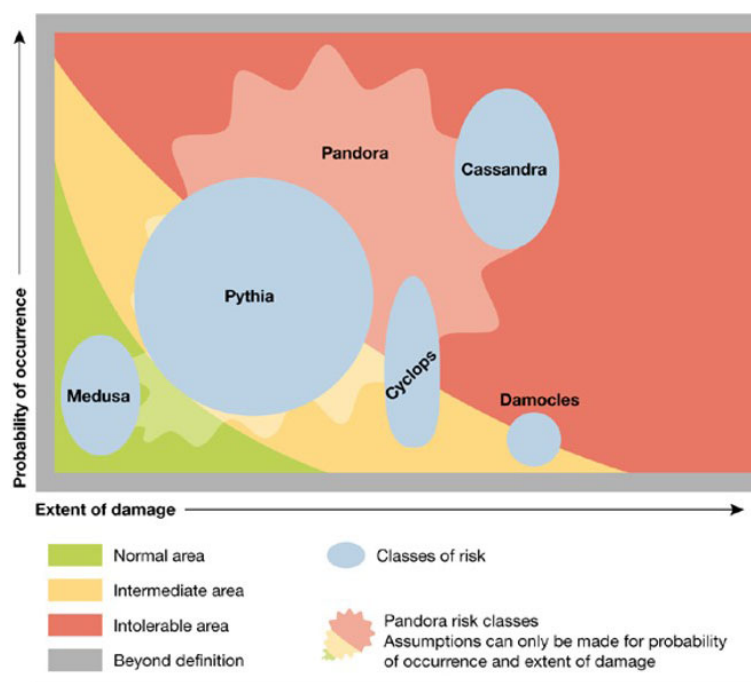 Probability of occurrence
Pandora
Cassandra
Pythia
Cyclops
Medusa
Damocles
Extent of damage
Normal area
Intermediate area
Intolerable area
Beyond definition
Classes of risk
Pandora risk classes
Assumptions can only be made for probability
of occurrence and extent of damage